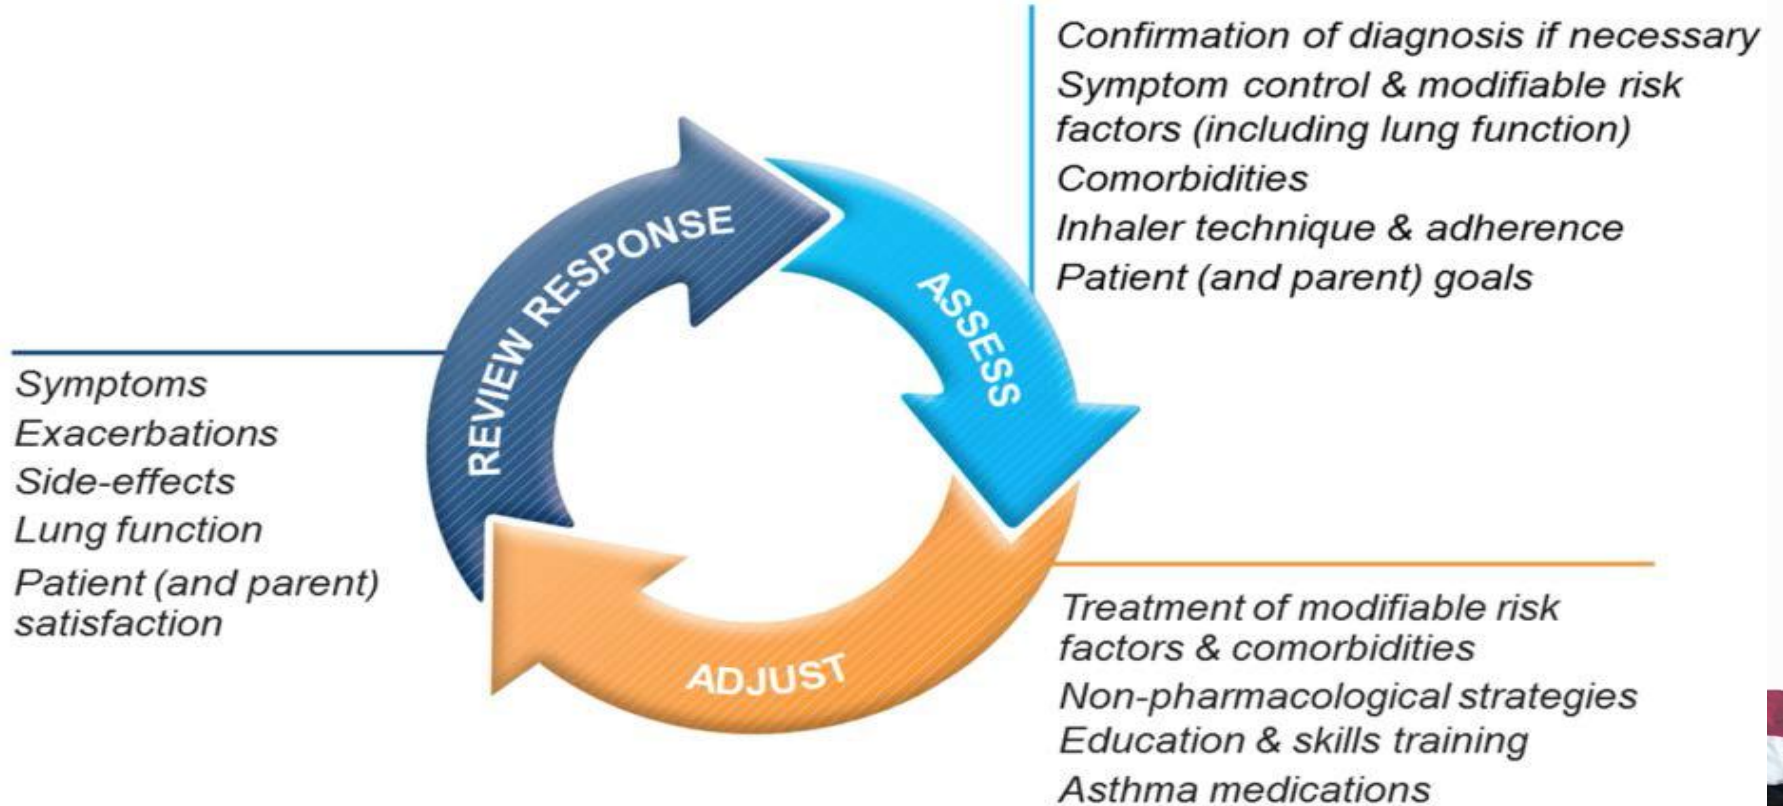 Confirmation of diagnosis if necessary
Symptom control & modifiable risk
factors (including lung function)
Comorbidities
Inhaler technique & adherence
Patient (and parent) goals
REVIEW RESPONSE
ASSESS
Symptoms
Exacerbations
Side-effects
Lung function
Patient (and parent)
satisfaction
ADJUST
Treatment of modifiable risk
factors & comorbidities
Non-pharmacological strategies
Education & skills training
Asthma medications